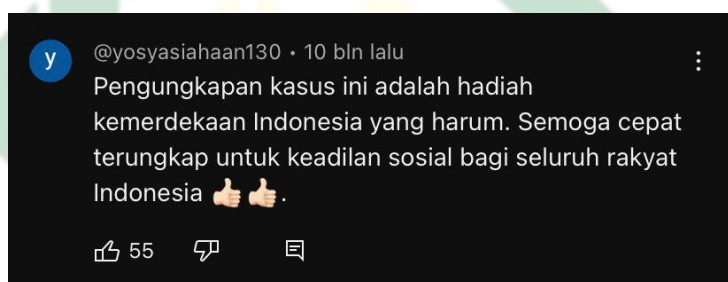 y
@yosyasiahaan130 • 10 bln lalu
Pengungkapan kasus ini adalah hadiah
kemerdekaan Indonesia yang harum. Semoga cepat
terungkap untuk keadilan sosial bagi seluruh rakyat
Indonesia 👍🏻👍🏻.
55